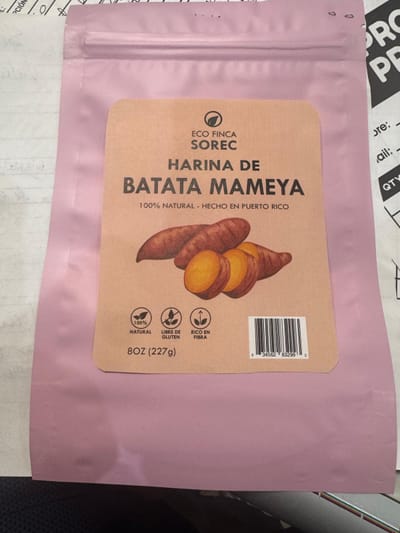 ECO FINCA
SOREC
HARINA DE
BATATA MAMEYA
100% NATURAL - HECHO EN PUERTO RICO
100%
NATURAL
LIBRE DE
GLUTEN
RICO EN
FIBRA
8OZ (227g)
QTY